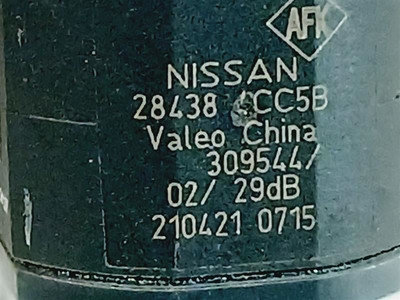 AFK
NISSAN
28438 CC5B
Valeo China
309544/
02/ 29dB
210421 0715